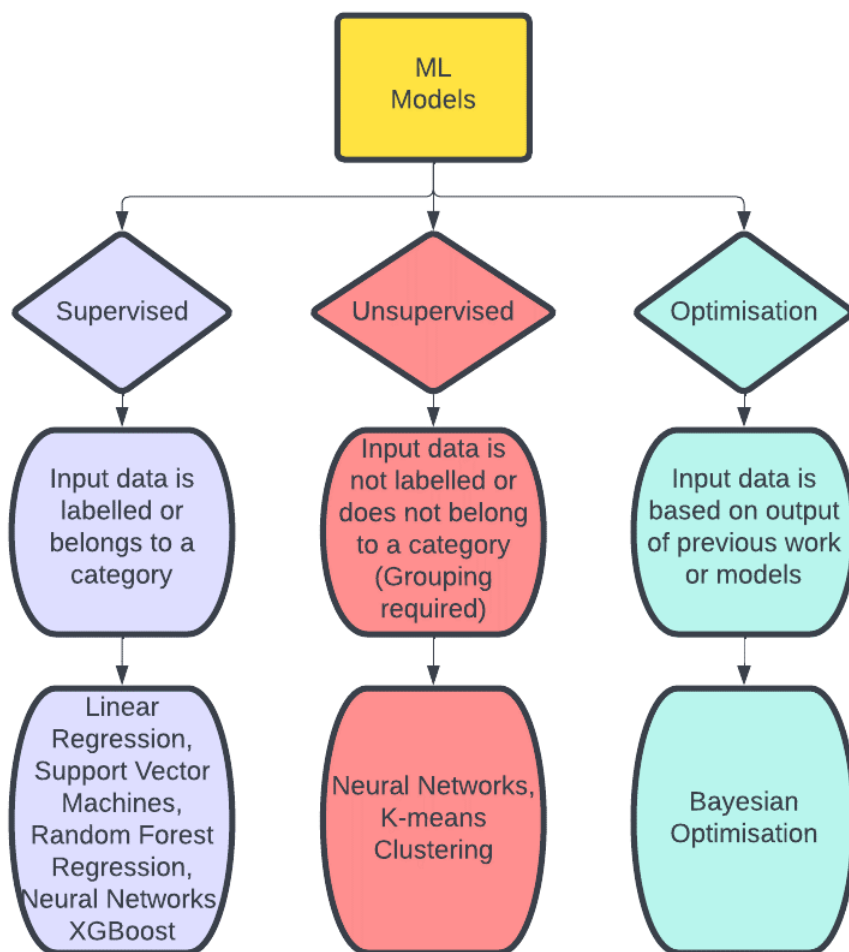 ML
Models
Supervised
Unsupervised
Optimisation
Input data is
labelled or
belongs to a
category
Input data is
not labelled or
does not belong
to a category
(Grouping
required)
Input data is
based on output
of previous work
or models
Linear
Regression,
Support Vector
Machines,
Random Forest
Regression,
Neural Networks
XGBoost
Neural Networks,
K-means
Clustering
Bayesian
Optimisation